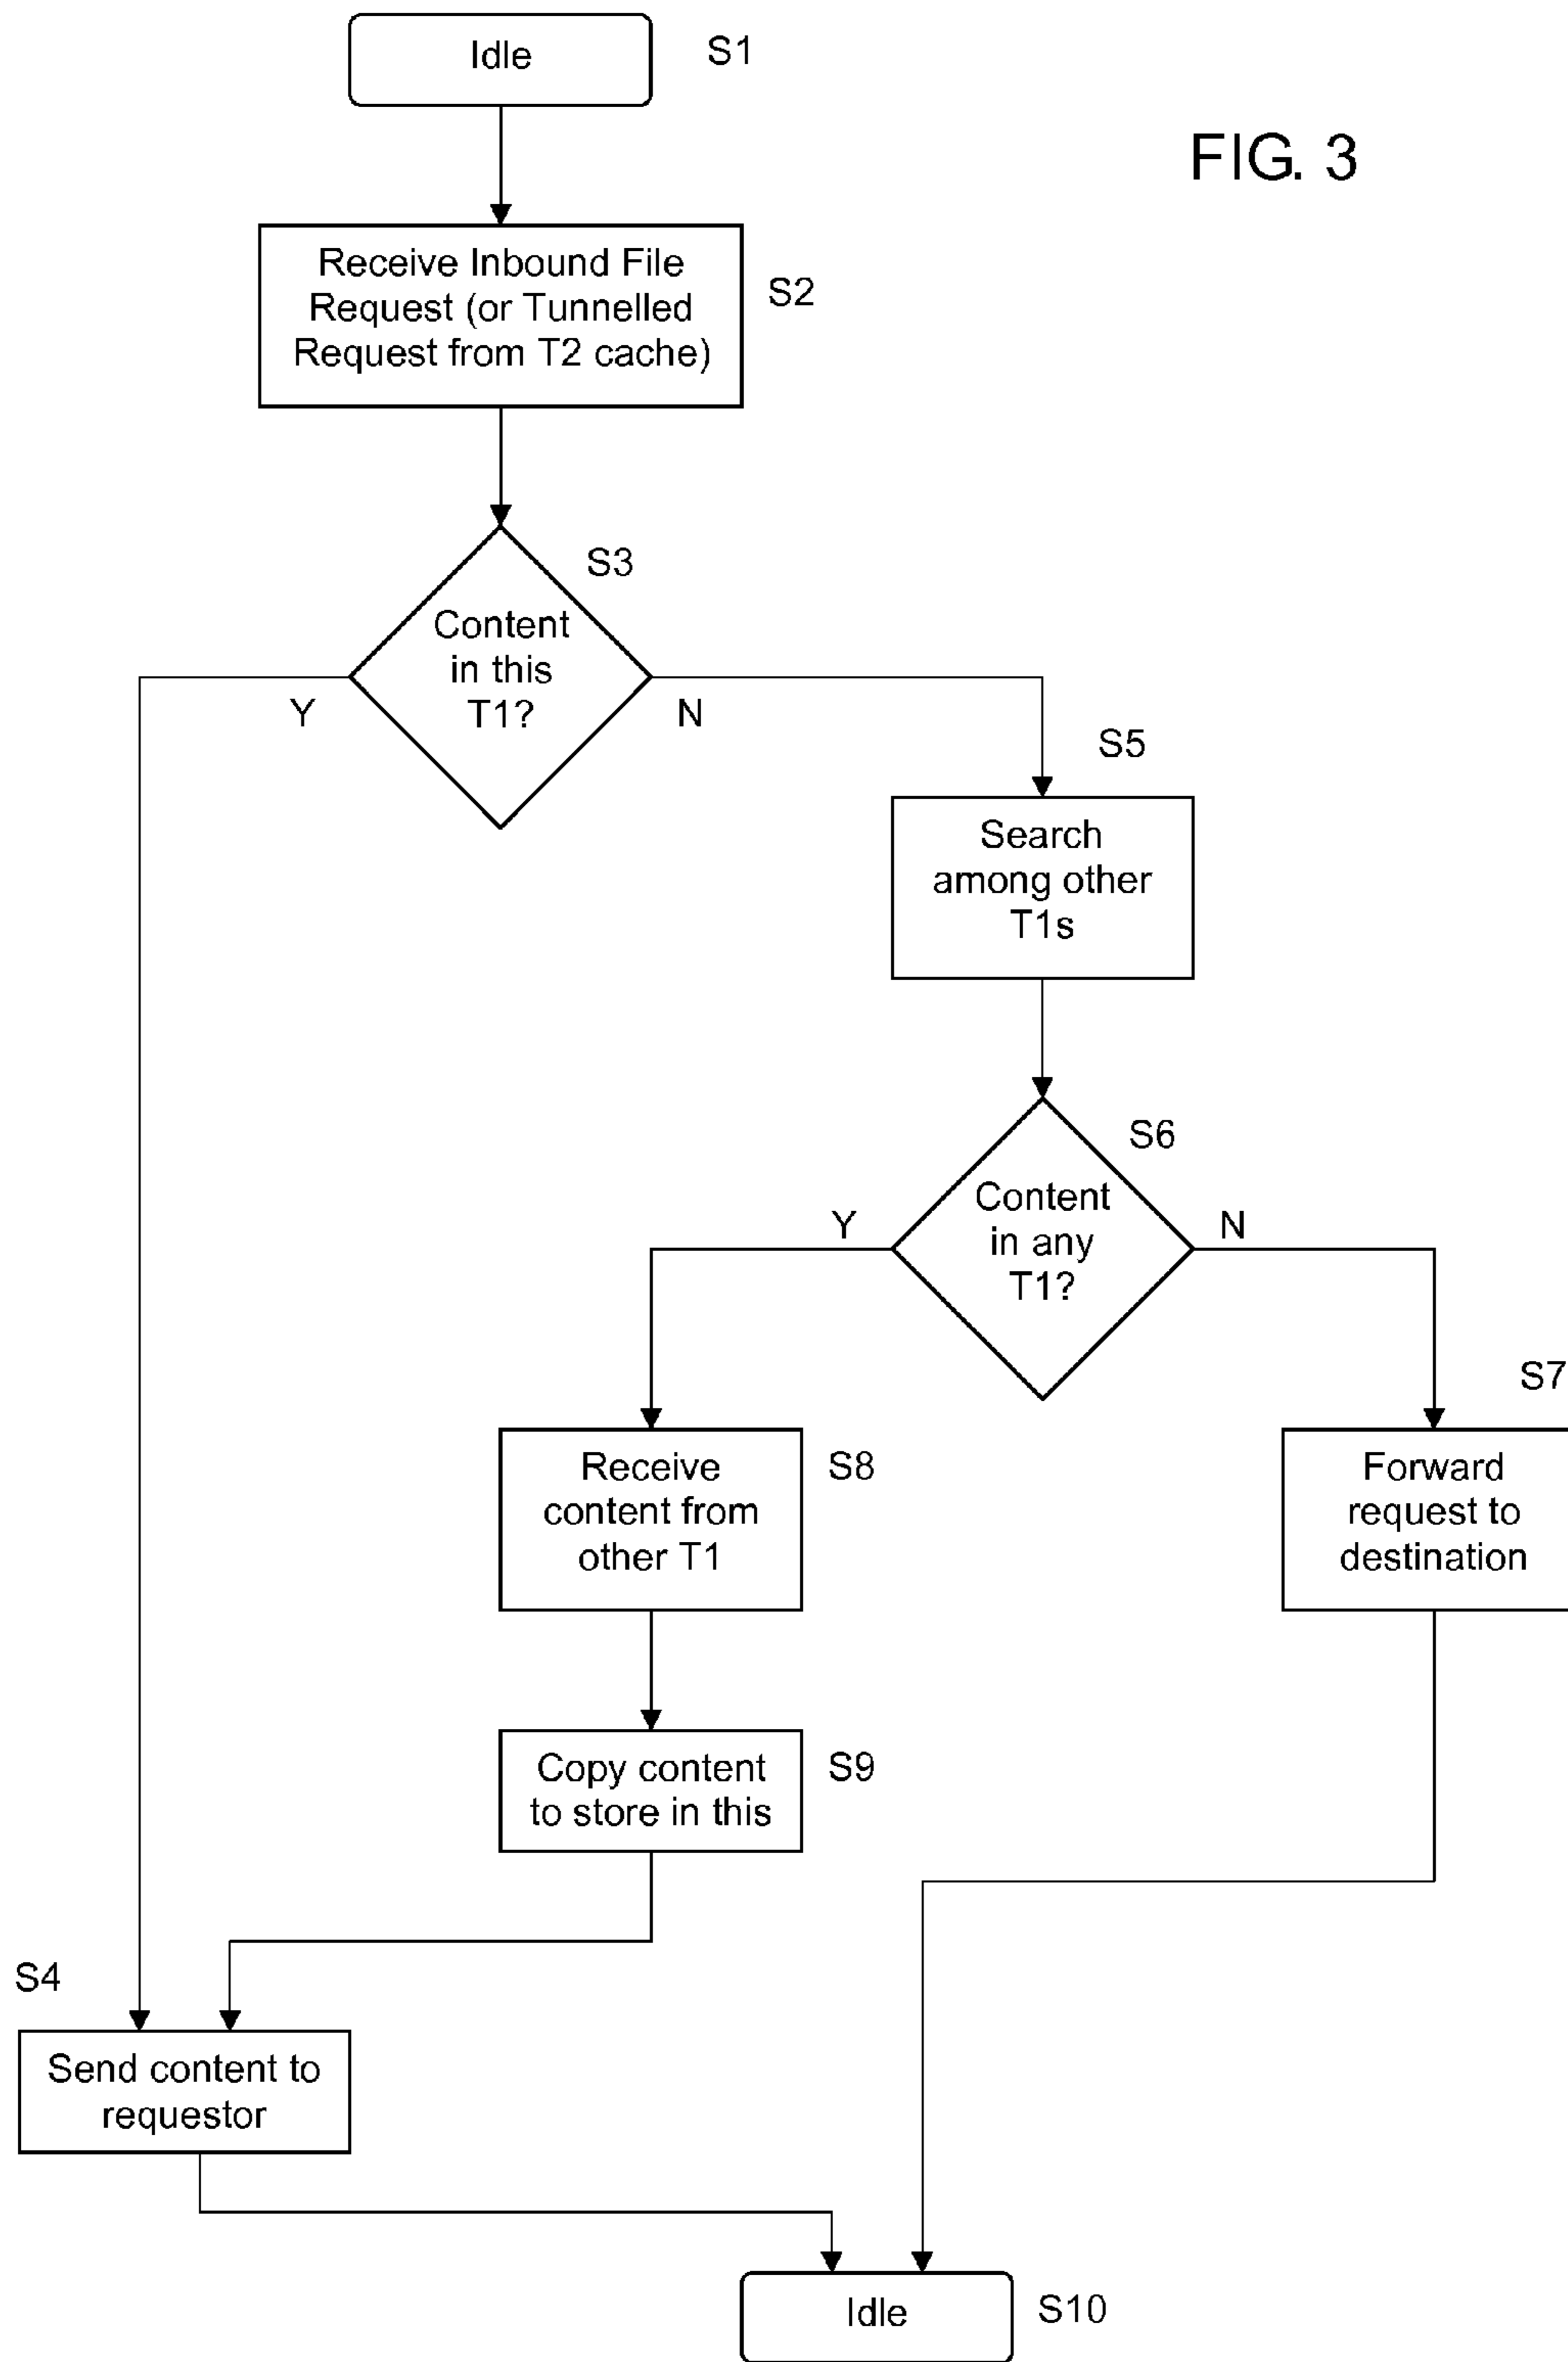 Idle
S1
FIG. 3
Receive Inbound File
Request (or Tunnelled
Request from T2 cache)
S2
S3
Content
in this
T1?
Y
N
S5
Search
among other
T1s
S6
Content
in any
T1?
Y
N
S7
Receive
content from
other T1
S8
Forward
request to
destination
Copy content
to store in this
S9
S4
Send content to
requestor
Idle
S10